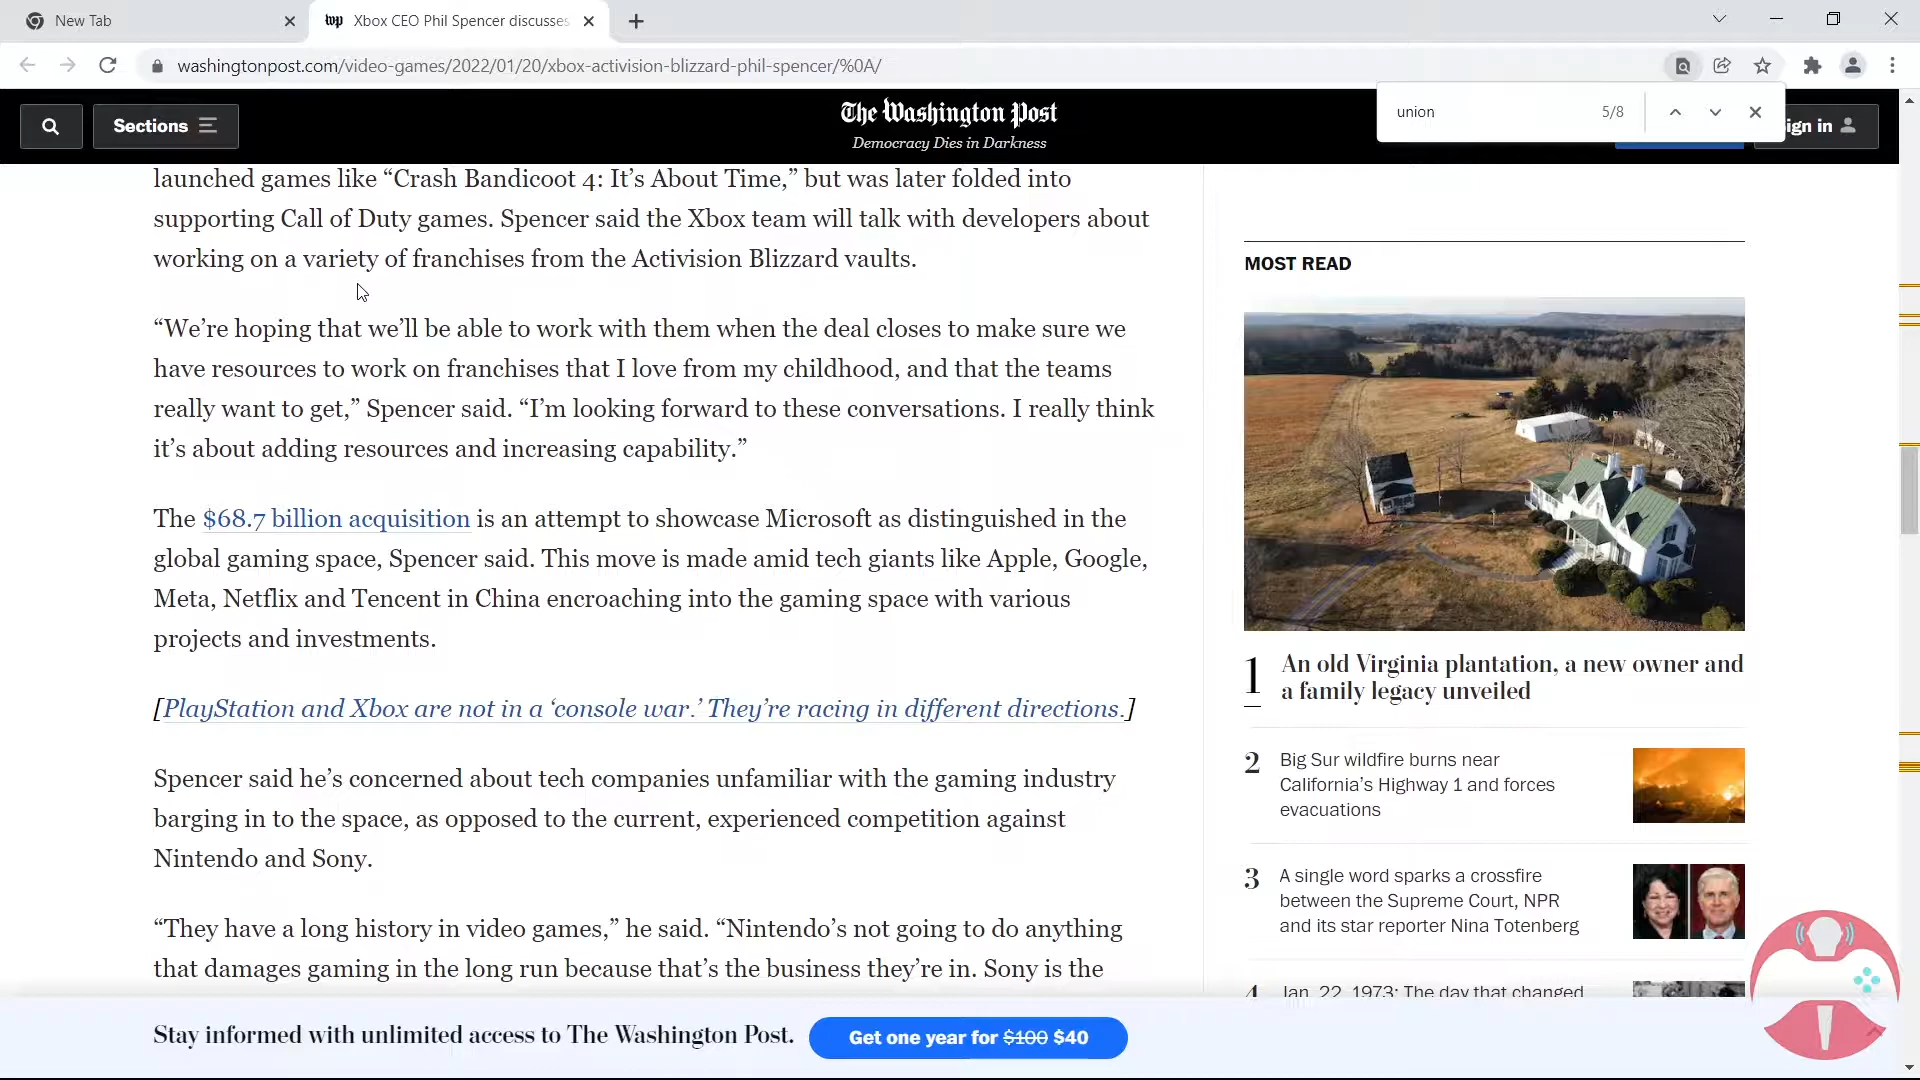 New Tab
Xbox CEO Phil Spencer discusses
washingtonpost.com/video-games/2022/01/20/xbox-activision-blizzard-phil-spencer/%0A/
union 5/8
Sections
The Washington Post
Democracy Dies in Darkness
ign in
launched games like “Crash Bandicoot 4: It’s About Time,” but was later folded into
supporting Call of Duty games. Spencer said the Xbox team will talk with developers about
working on a variety of franchises from the Activision Blizzard vaults.
“We’re hoping that we’ll be able to work with them when the deal closes to make sure we
have resources to work on franchises that I love from my childhood, and that the teams
really want to get,” Spencer said. “I’m looking forward to these conversations. I really think
it’s about adding resources and increasing capability.”
The $68.7 billion acquisition is an attempt to showcase Microsoft as distinguished in the
global gaming space, Spencer said. This move is made amid tech giants like Apple, Google,
Meta, Netflix and Tencent in China encroaching into the gaming space with various
projects and investments.
[PlayStation and Xbox are not in a ‘console war.’ They’re racing in different directions.]
Spencer said he’s concerned about tech companies unfamiliar with the gaming industry
barging in to the space, as opposed to the current, experienced competition against
Nintendo and Sony.
“They have a long history in video games,” he said. “Nintendo’s not going to do anything
that damages gaming in the long run because that’s the business they’re in. Sony is the
MOST READ
1 An old Virginia plantation, a new owner and
a family legacy unveiled
2 Big Sur wildfire burns near
California’s Highway 1 and forces
evacuations
3 A single word sparks a crossfire
between the Supreme Court, NPR
and its star reporter Nina Totenberg
4 Jan. 22, 1973: The day that changed
Stay informed with unlimited access to The Washington Post.
Get one year for $100 $40